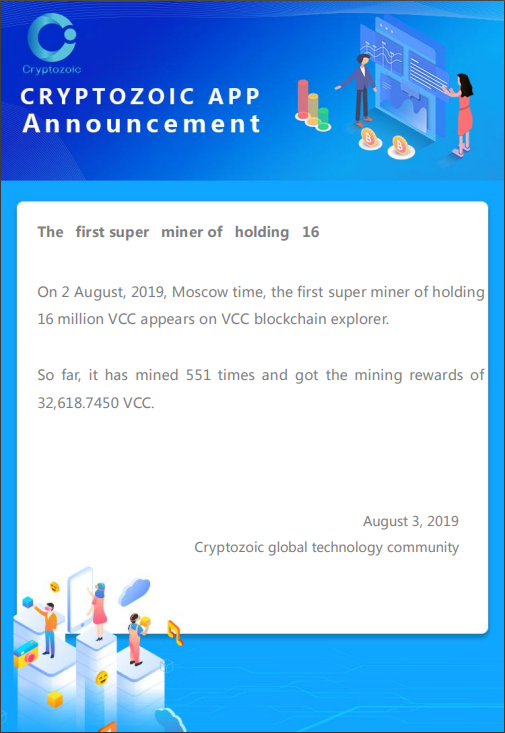 Cryptozoic
CRYPTOZOIC APP
Announcement
The first super miner of holding 16
On 2 August, 2019, Moscow time, the first super miner of holding
16 million VCC appears on VCC blockchain explorer.
So far, it has mined 551 times and got the mining rewards of
32,618.7450 VCC.
August 3, 2019
Cryptozoic global technology community